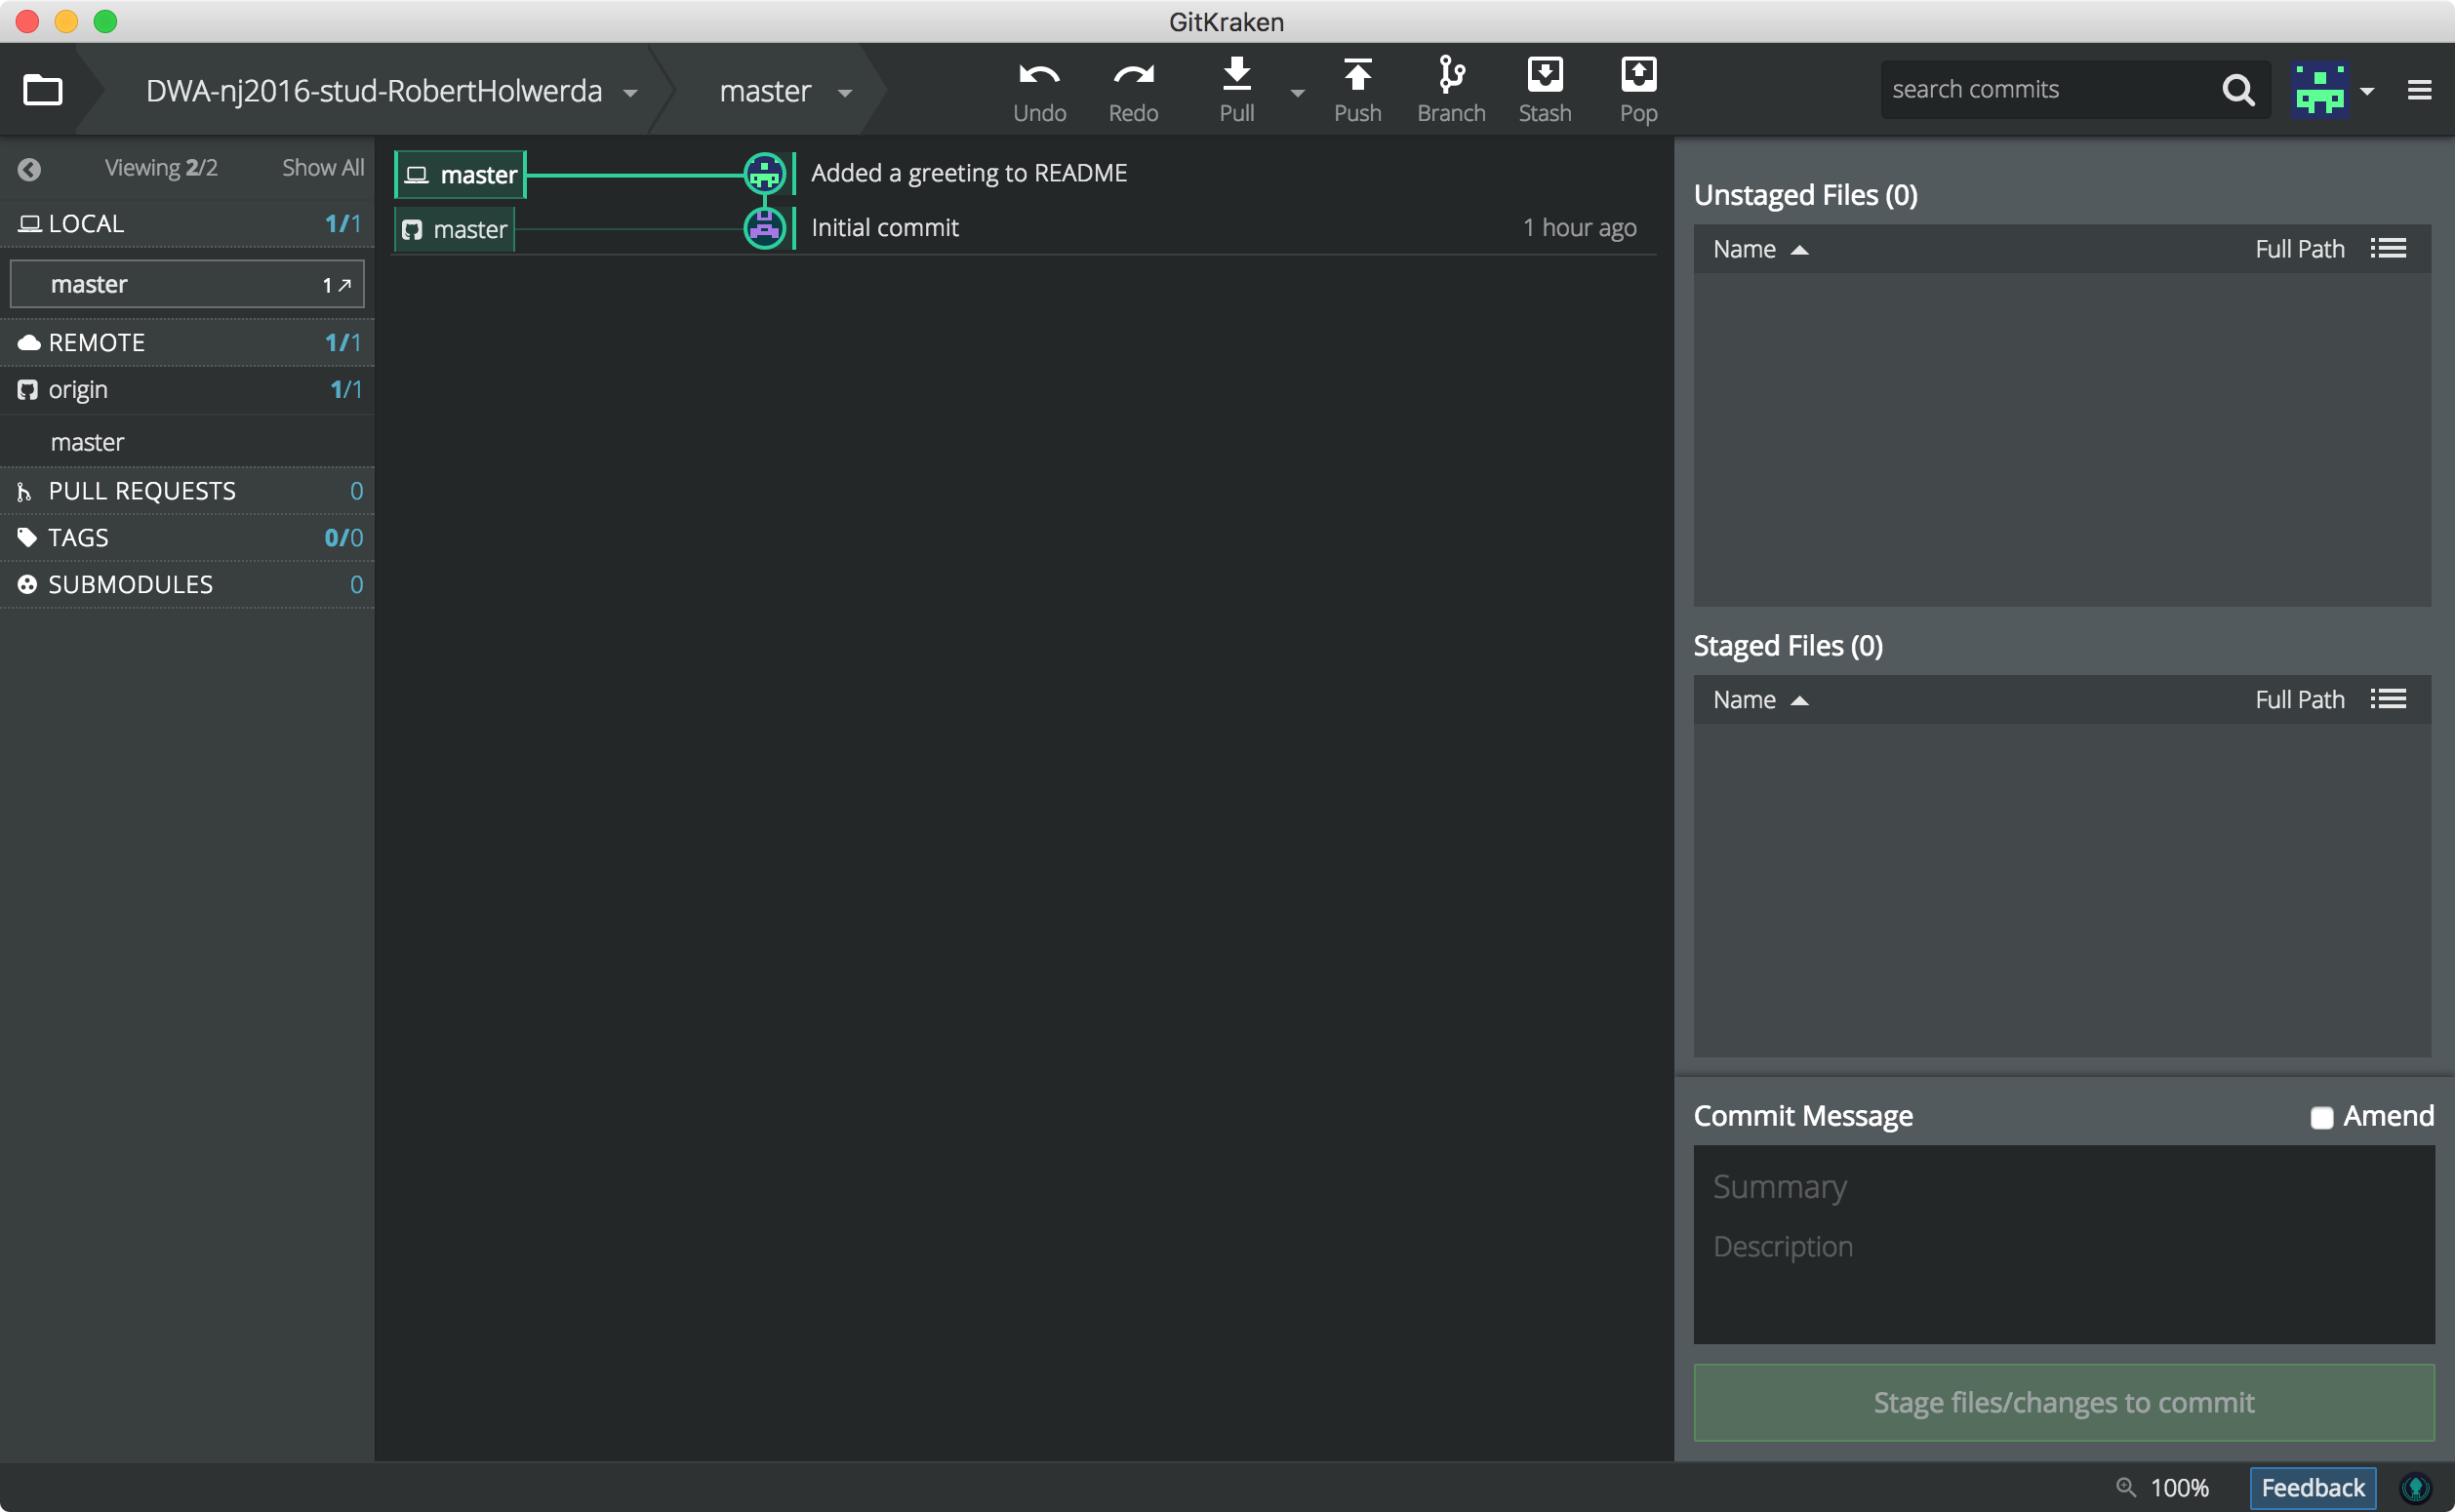 GitKraken
DWA-nj2016-stud-RobertHolwerda
master
Undo
Redo
Pull
Push
Branch
Stash
Pop
search commits
Viewing 2/2
Show All
LOCAL 1/1
master 1
REMOTE 1/1
origin 1/1
master
PULL REQUESTS 0
TAGS 0/0
SUBMODULES 0
master
Added a greeting to README
master
Initial commit
1 hour ago
Unstaged Files (0)
Name
Full Path
Staged Files (0)
Name
Full Path
Commit Message
Amend
Summary
Description
Stage files/changes to commit
100%
Feedback